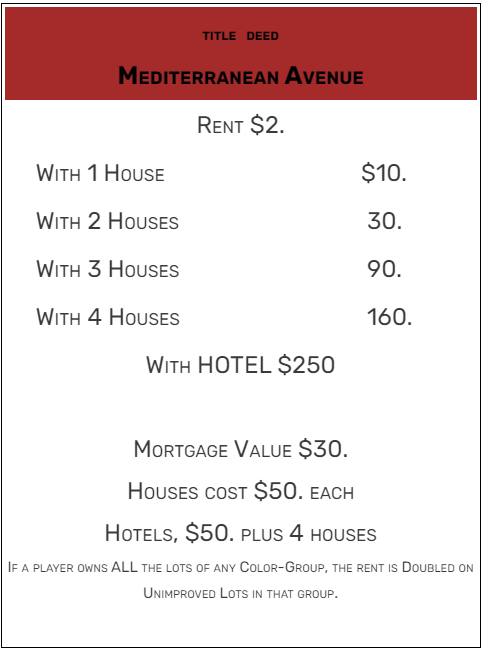 TITLE DEED
Mediterranean Avenue
Rent $2.
With 1 House $10.
With 2 Houses 30.
With 3 Houses 90.
With 4 Houses 160.
With HOTEL $250
Mortgage Value $30.
Houses cost $50. each
Hotels, $50. plus 4 houses
If a player owns ALL the lots of any Color-Group, the rent is Doubled on
Unimproved Lots in that group.